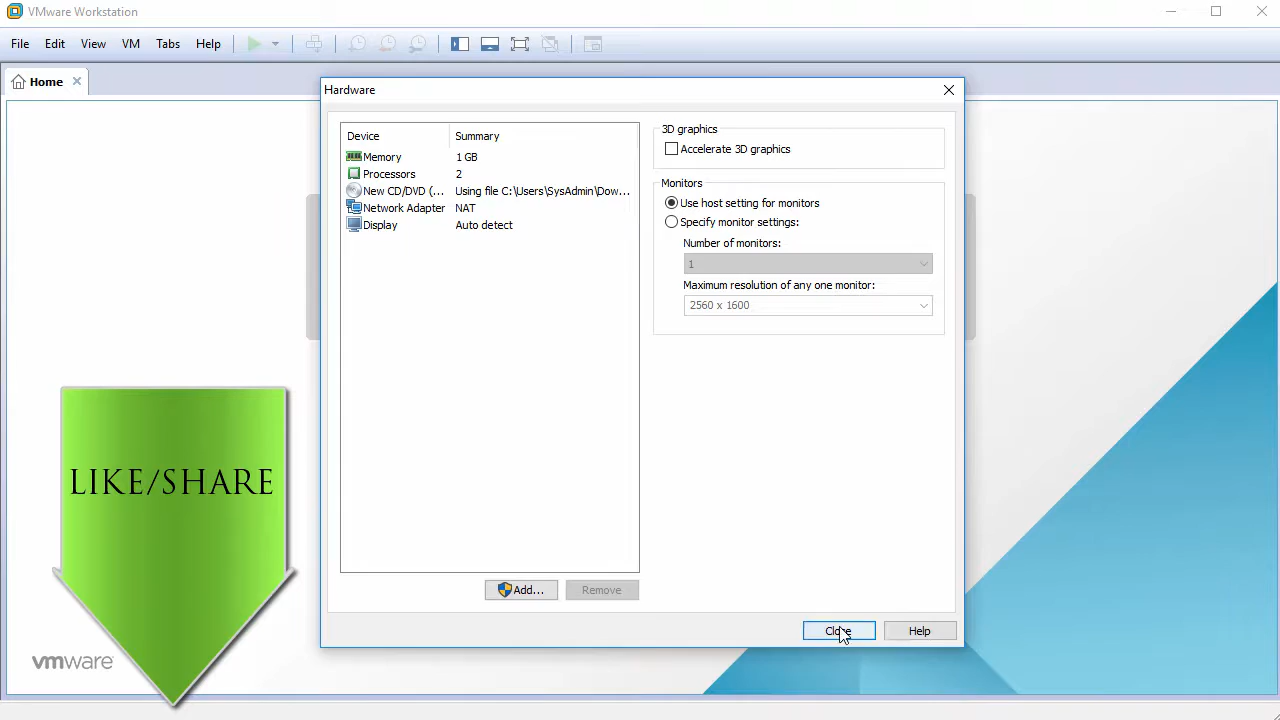 VMware Workstation
File Edit View VM Tabs Help
Home
Hardware
Device Summary
Memory 1 GB
Processors 2
New CD/DVD (... Using file C:\Users\SysAdmin\Dow...
Network Adapter NAT
Display Auto detect
3D graphics
Accelerate 3D graphics
Monitors
Use host setting for monitors
Specify monitor settings:
Number of monitors:
1
Maximum resolution of any one monitor:
2560 x 1600
Add... Remove
Close Help
LIKE/SHARE
vmware